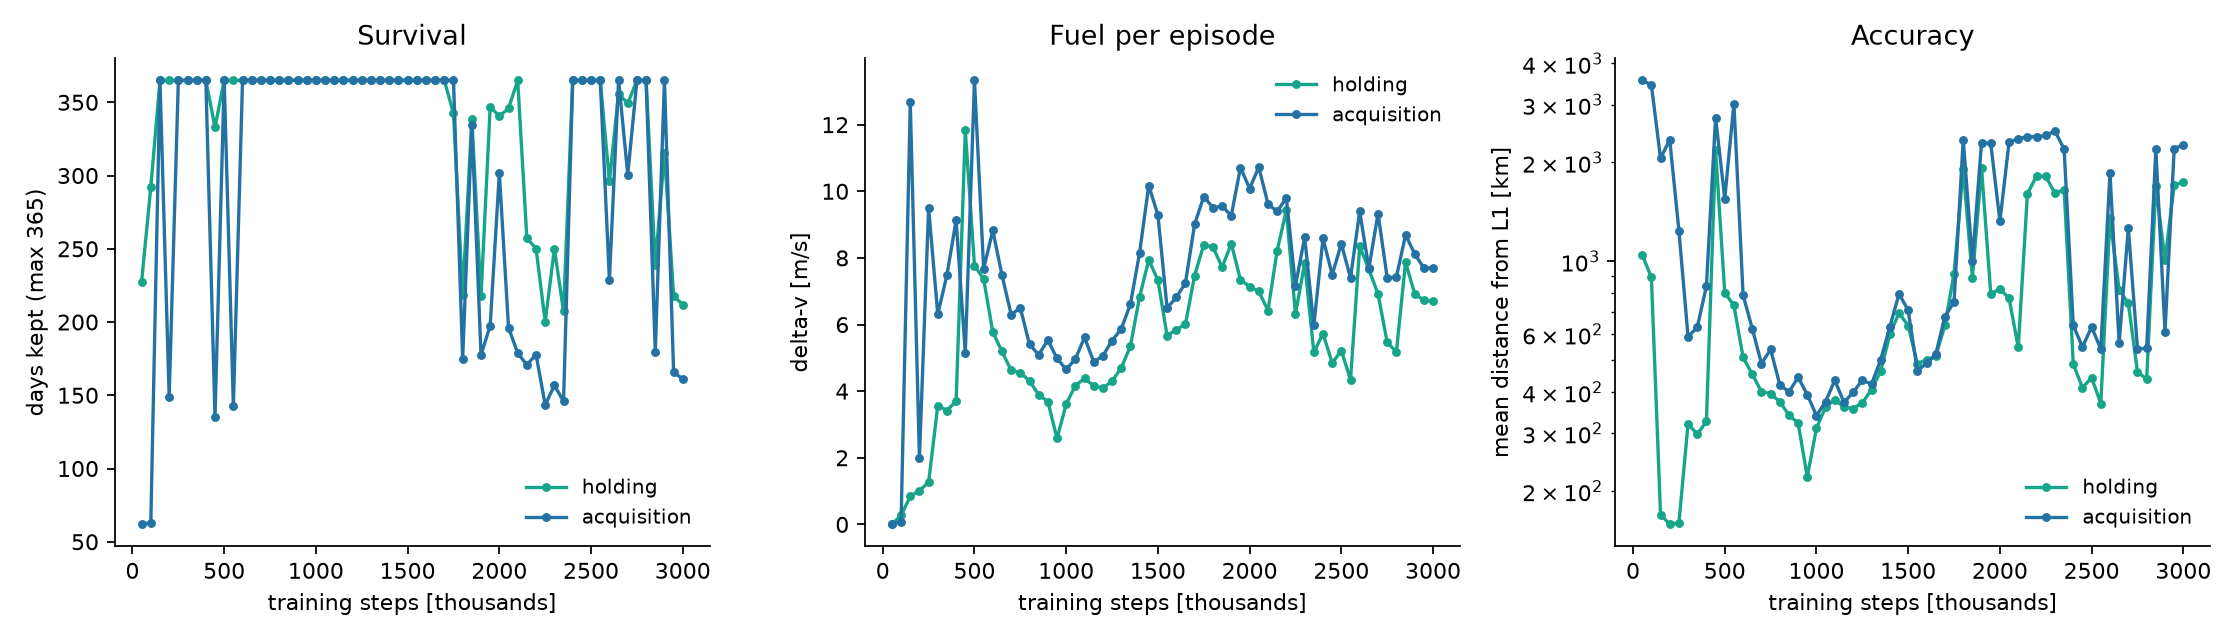 Survival
days kept (max 365)
350
300
250
200
150
100
50
0
500
1000
1500
2000
2500
3000
training steps [thousands]
holding
acquisition
Fuel per episode
delta-v [m/s]
12
10
8
6
4
2
0
0
500
1000
1500
2000
2500
3000
training steps [thousands]
holding
acquisition
Accuracy
mean distance from L1 [km]
4 × 10³
3 × 10³
2 × 10³
10³
6 × 10²
4 × 10²
3 × 10²
2 × 10²
0
500
1000
1500
2000
2500
3000
training steps [thousands]
holding
acquisition